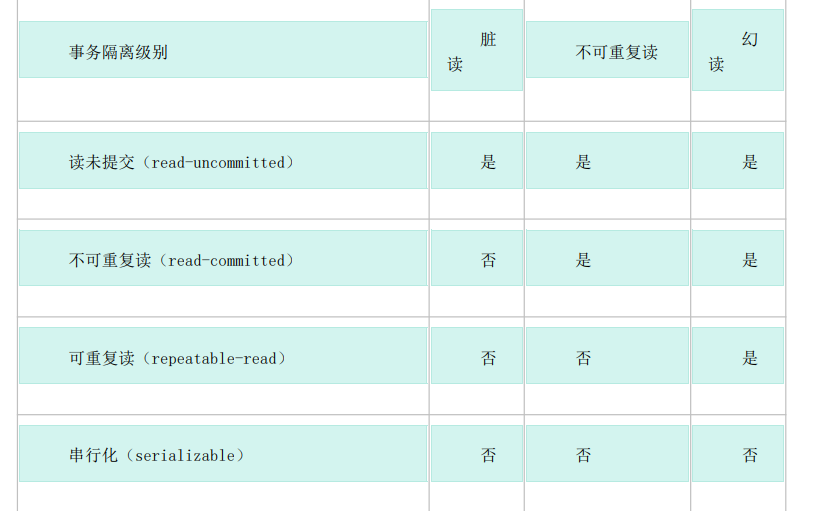 事务隔离级别 脏读 不可重复读 幻读
读未提交（read-uncommitted） 是 是 是
不可重复读（read-committed） 否 是 是
可重复读（repeatable-read） 否 否 是
串行化（serializable） 否 否 否